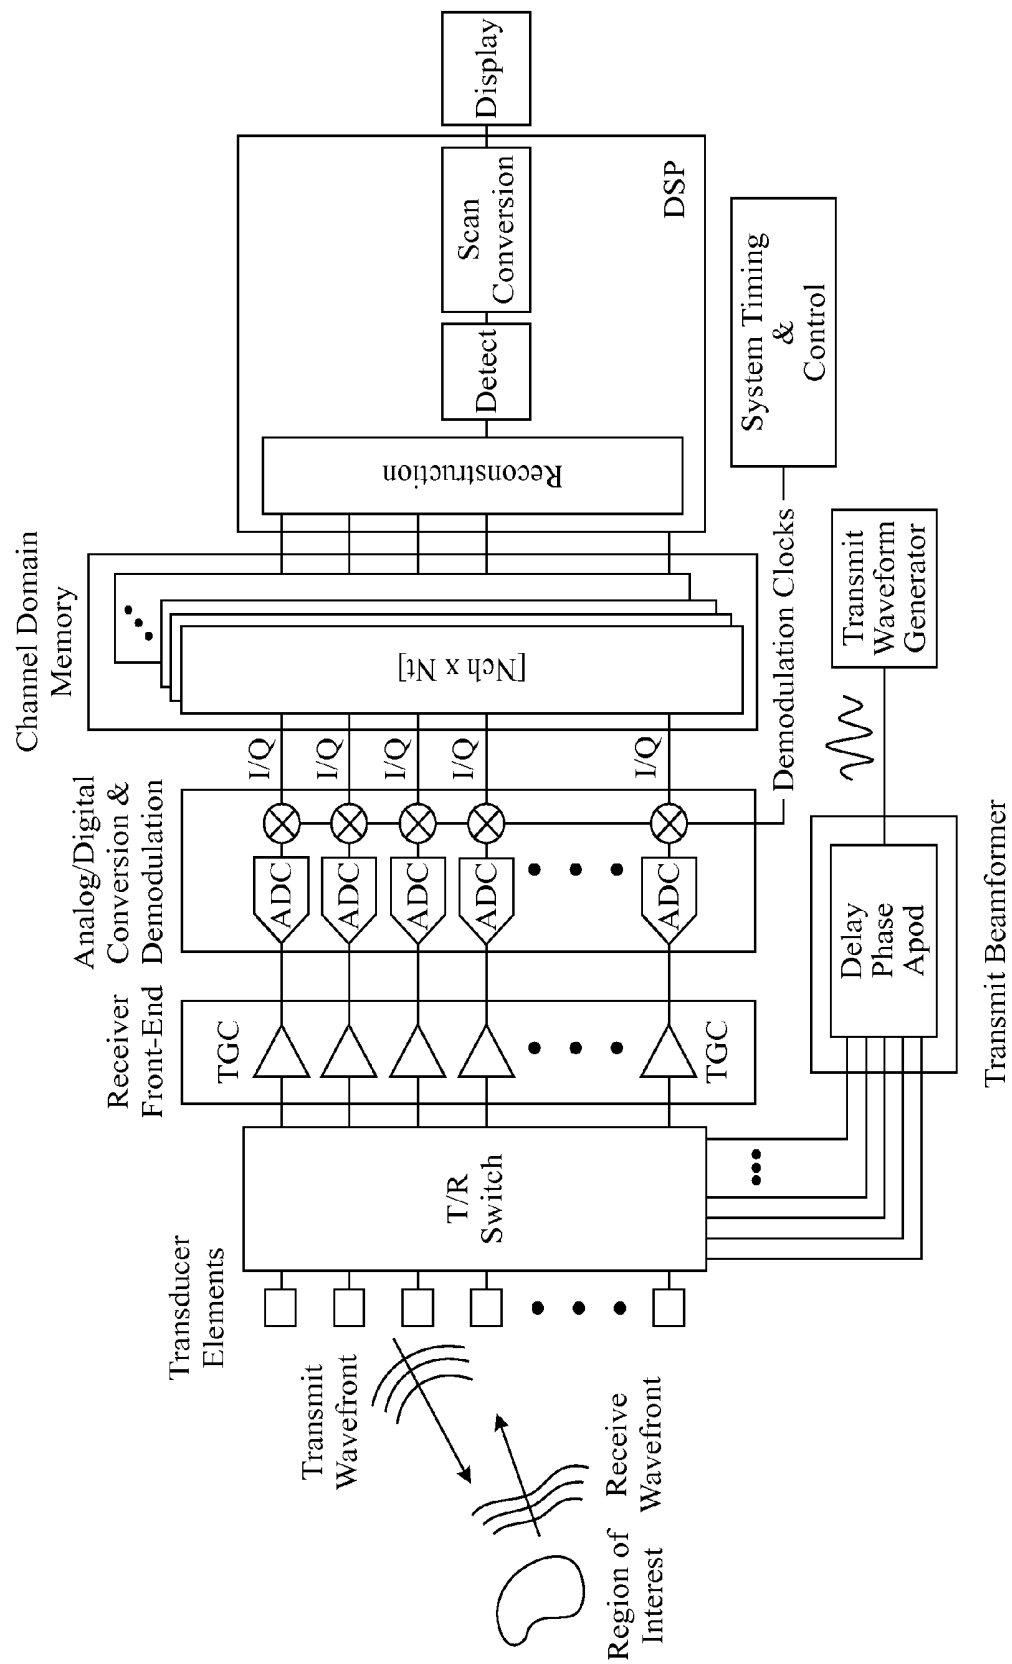 Transducer
Elements
Transmit
Wavefront
Receive
Wavefront
Region of
Interest
T/R
Switch
Receiver
Front-End
TGC
TGC
Analog/Digital
Conversion &
Demodulation
ADC
ADC
ADC
ADC
ADC
I/Q
I/Q
I/Q
I/Q
I/Q
Channel Domain
Memory
[Nch x Nt]
Reconstruction
Detect
Scan
Conversion
DSP
Display
System Timing
&
Control
Demodulation Clocks
Transmit
Waveform
Generator
Delay
Phase
Apod
Transmit Beamformer